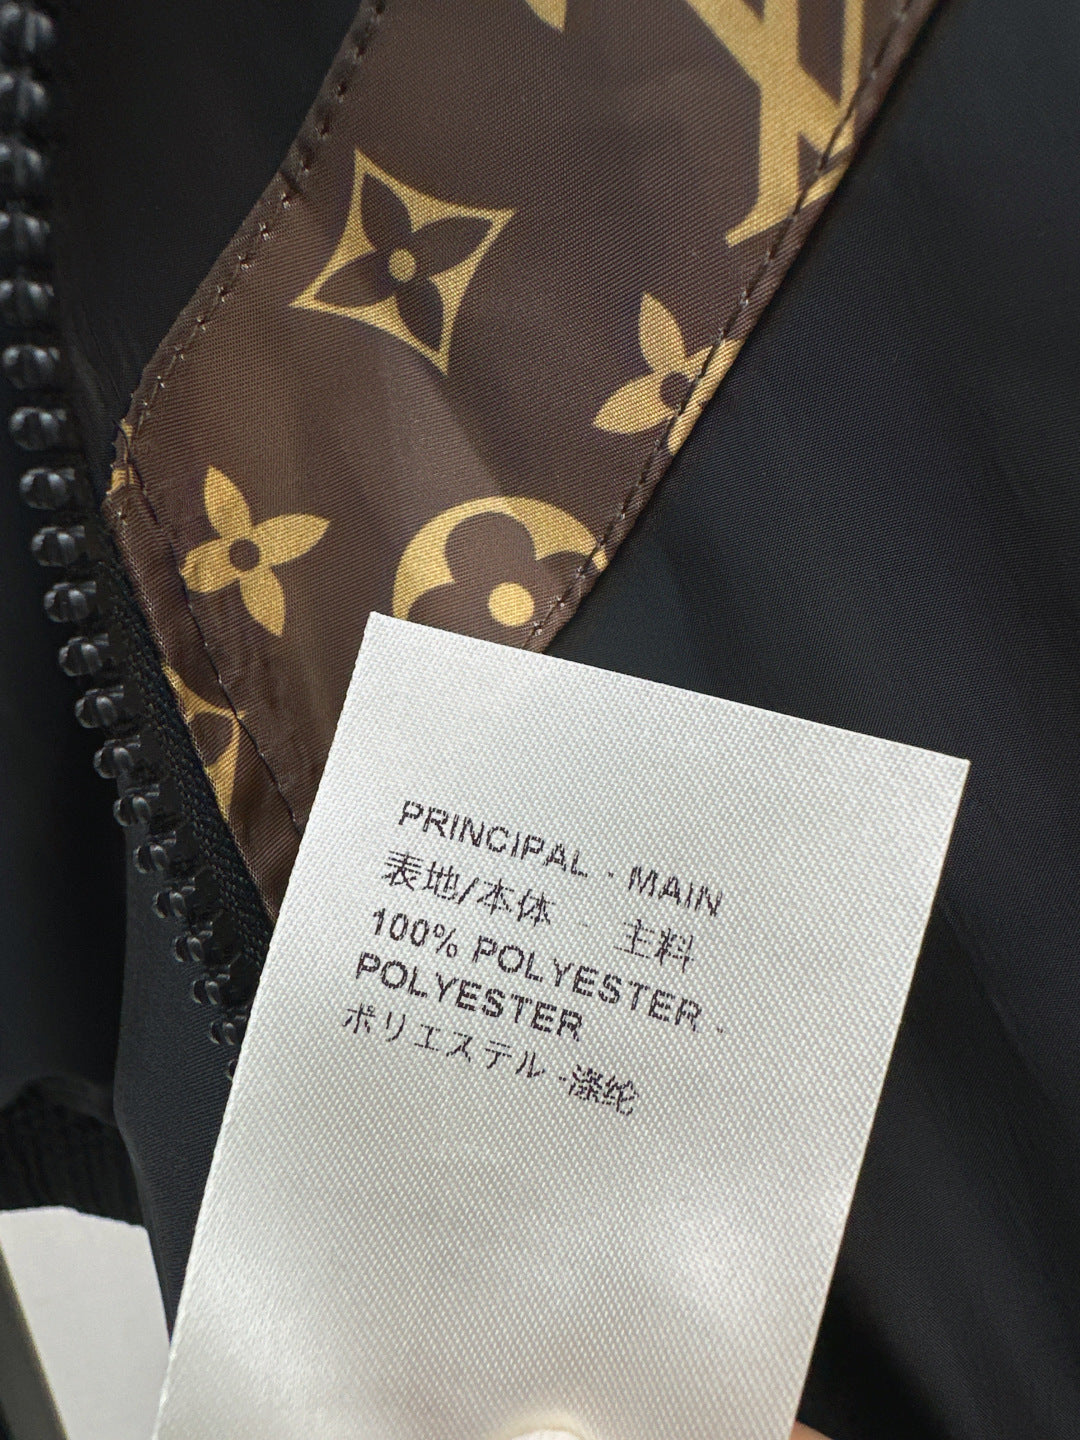 PRINCIPAL - MAIN
表地/本体 - 主料
100% POLYESTER -
POLYESTER
ポリエステル -涤纶